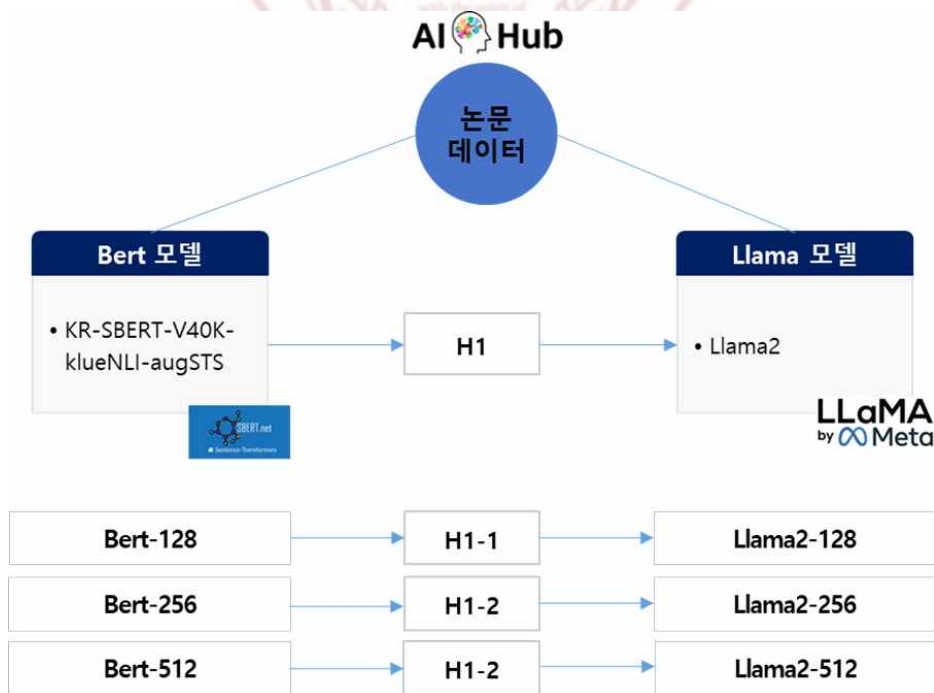 AI Hub
논문
데이터
Bert 모델
Llama 모델
• KR-SBERT-V40K-
klueNLI-augSTS
H1
• Llama2
SBERT.net
Sentence-Transformers
LLaMA
by Meta
Bert-128
H1-1
Llama2-128
Bert-256
H1-2
Llama2-256
Bert-512
H1-2
Llama2-512